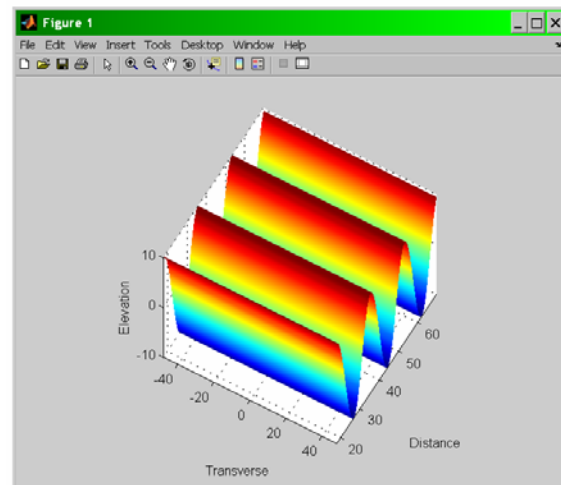 Figure 1
File Edit View Insert Tools Desktop Window Help
10
0
-10
Elevation
-40
-20
0
20
40
Transverse
20
30
40
50
60
Distance